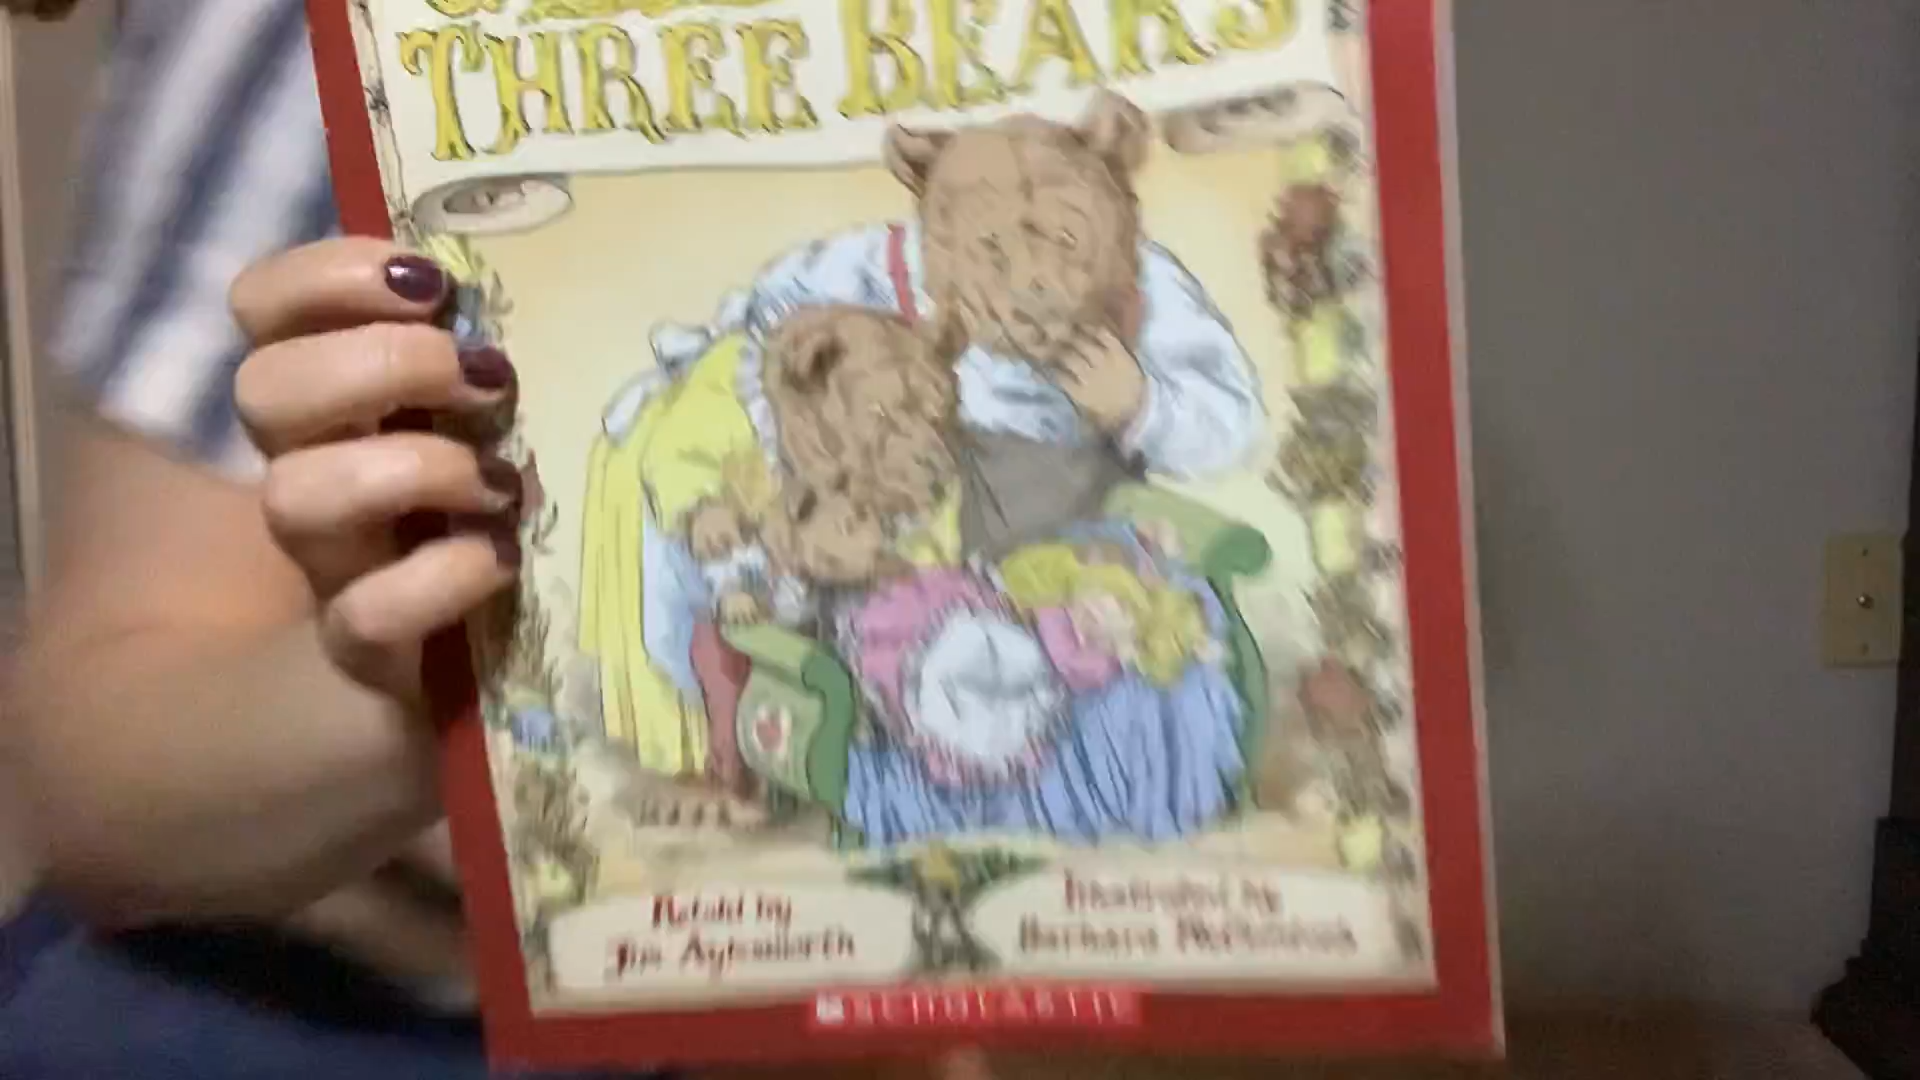 THREE BEARS
Retold by
Jim Aylesworth
Illustrated by
Barbara McClintock
SCHOLASTIC